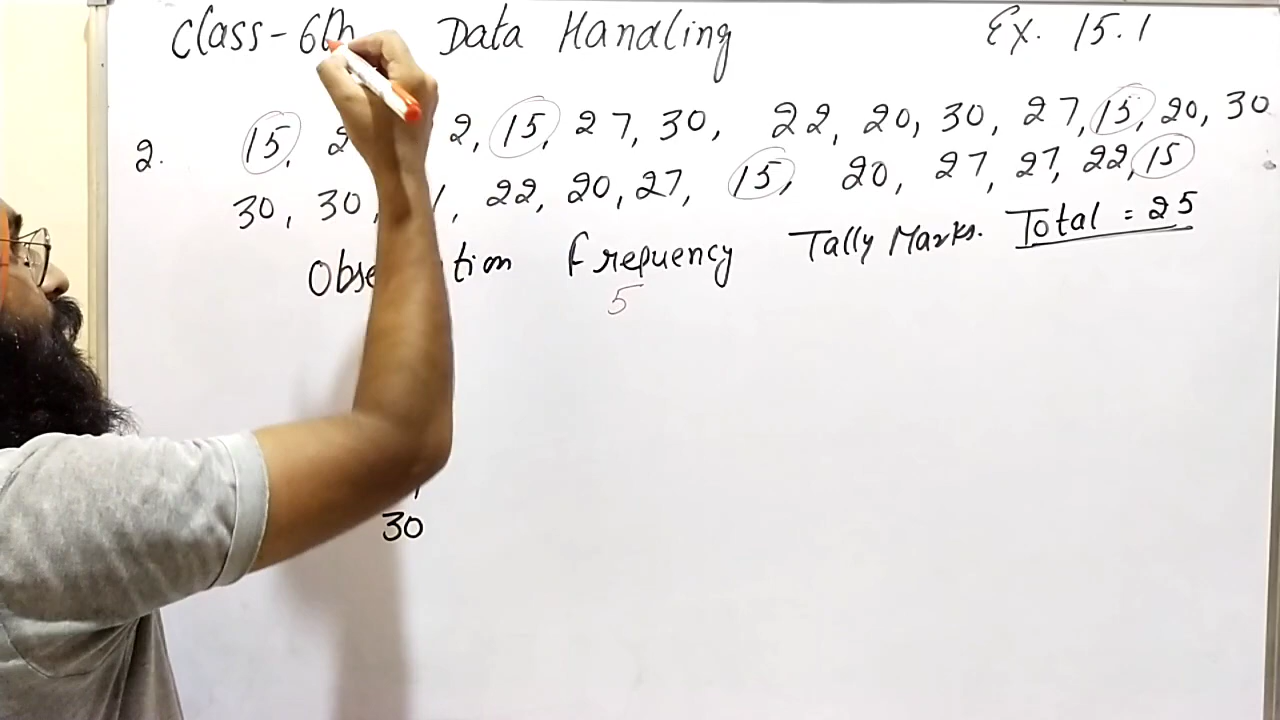 Class-6th Data Handling Ex. 15.1
2. 15, 2 2, 15, 27, 30, 22, 20, 30, 27, 15, 20, 30
30, 30, 22, 20, 27, 15, 20, 27, 27, 22, 15
Obse tion Frequency Tally Marks. Total = 25
5
30